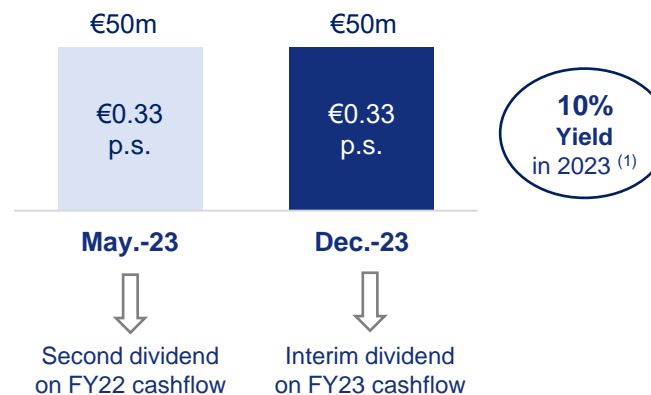 €50m
€50m
€0.33
p.s.
€0.33
p.s.
10%
Yield
in 2023 (1)
May.-23
Dec.-23
Second dividend
on FY22 cashflow
Interim dividend
on FY23 cashflow